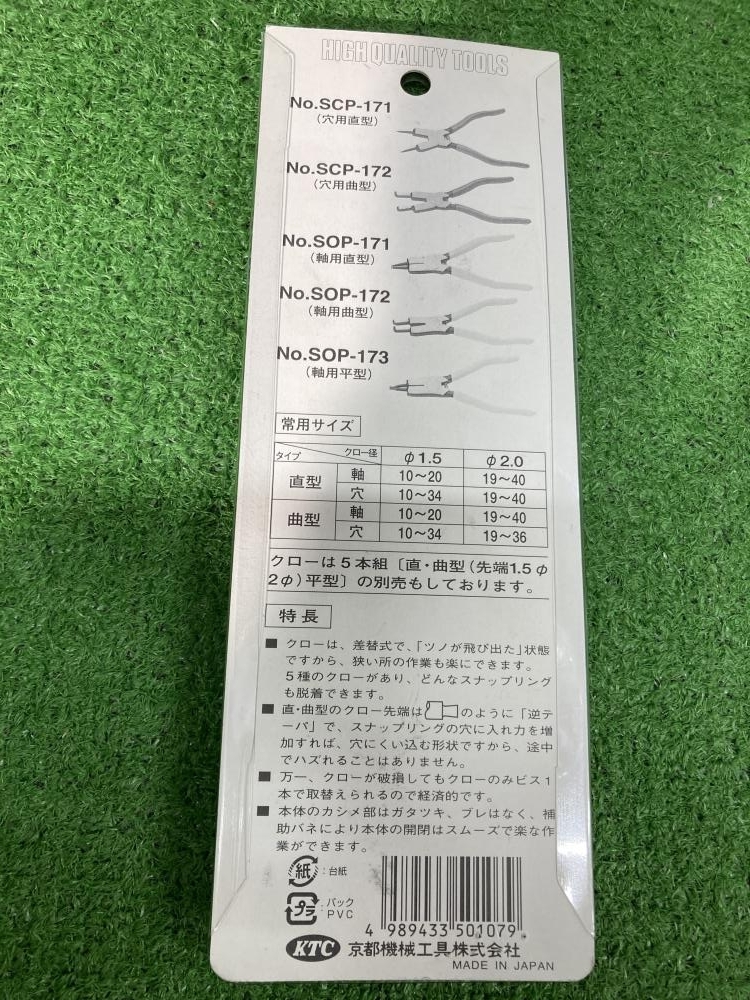 HIGH QUALITY TOOLS
No.SCP-171
(穴用直型)
No.SCP-172
(穴用曲型)
No.SOP-171
(軸用直型)
No.SOP-172
(軸用曲型)
No.SOP-173
(軸用平型)
常用サイズ
タイプ クロー径 φ1.5 φ2.0
直型 軸 10〜20 19〜40
穴 10〜34 19〜40
曲型 軸 10〜20 19〜40
穴 10〜34 19〜36
クローは5本組〔直・曲型(先端1.5φ
2φ)平型〕の別売もしております。
特長
■ クローは、差替式で、「ツノが飛び出た」状態
ですから、狭い所の作業も楽にできます。
5種のクローがあり、どんなスナップリング
も脱着できます。
■ 直・曲型のクロー先端は のように「逆テ
ーパ」で、スナップリングの穴に入れ力を増
加すれば、穴にくい込む形状ですから、途中
でハズれることはありません。
■ 万一、クローが破損してもクローのみビス1
本で取替えられるので経済的です。
■ 本体のカシメ部はガタツキ、ブレはなく、補
助バネにより本体の開閉はスムーズで楽な作
業ができます。
紙 :台紙
プラ :パック
PVC
4 989433 501079
KTC 京都機械工具株式会社
MADE IN JAPAN